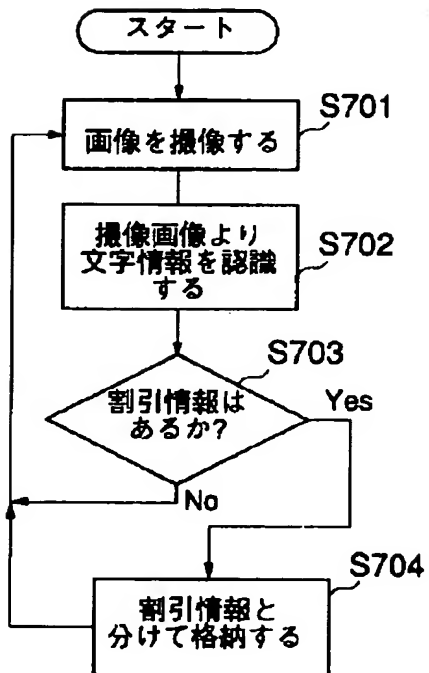 スタート
S701
画像を撮像する
S702
撮像画像より
文字情報を認識
する
S703
割引情報は
あるか?
Yes
No
S704
割引情報と
分けて格納する